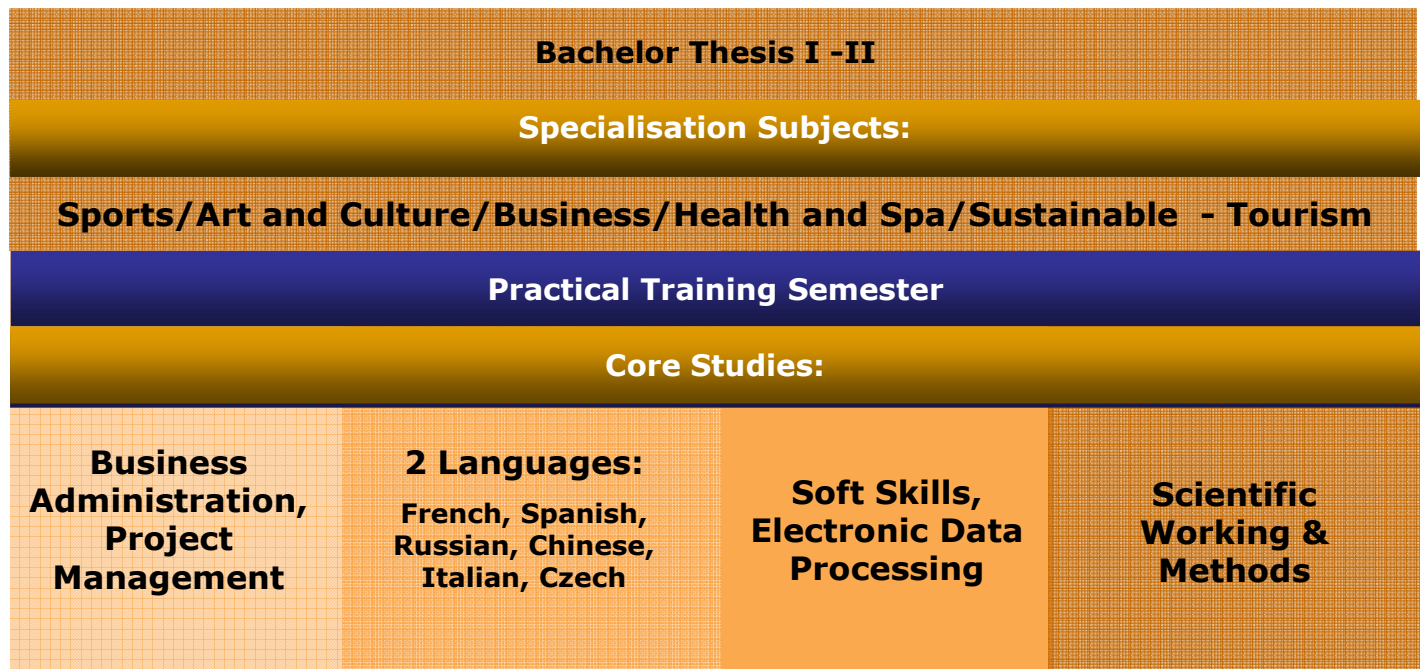 Bachelor Thesis I -II
Specialisation Subjects:
Sports/Art and Culture/Business/Health and Spa/Sustainable - Tourism
Practical Training Semester
Core Studies:
Business
Administration,
Project
Management
2 Languages:
French, Spanish,
Russian, Chinese,
Italian, Czech
Soft Skills,
Electronic Data
Processing
Scientific
Working &
Methods